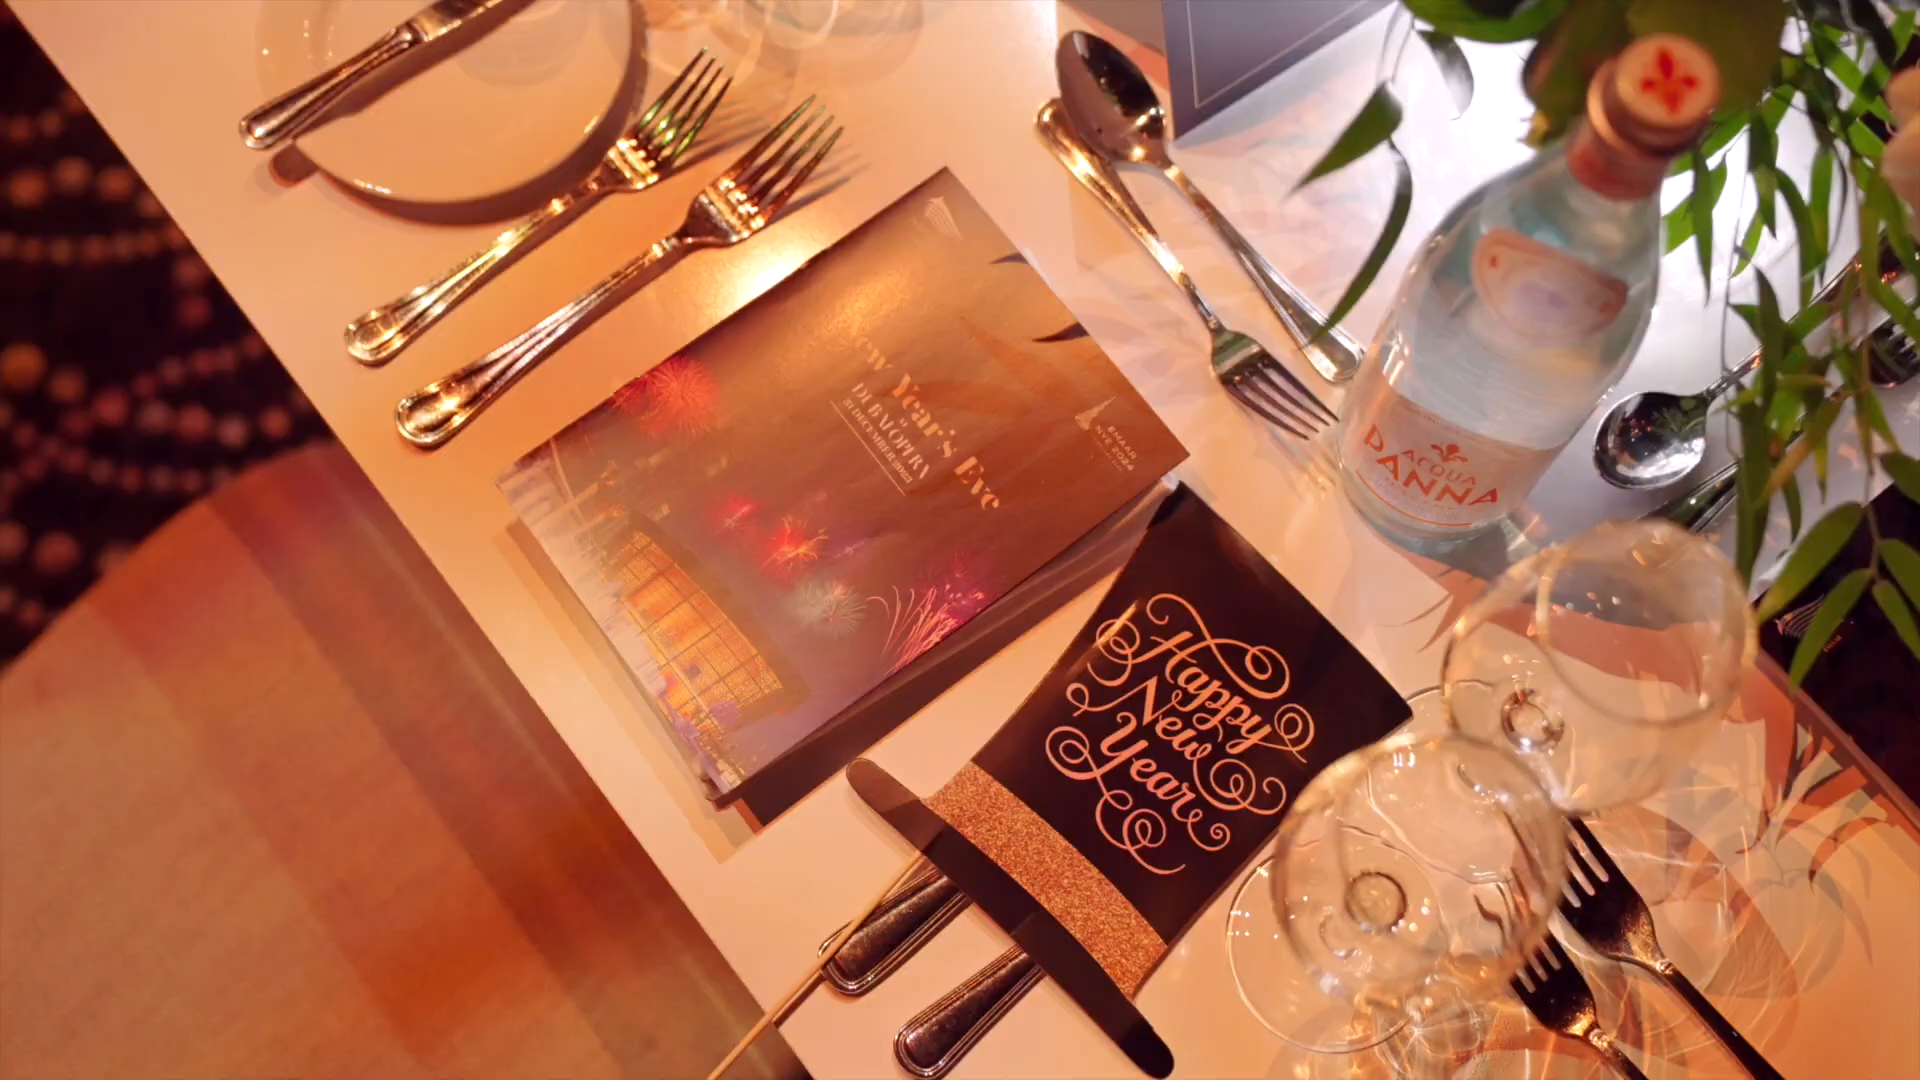 New Year's Eve
AT
DUBAI OPERA
31 DECEMBER 2023
EMAAR
NYE 2024
Happy
New
Year
ACQUA
PANNA